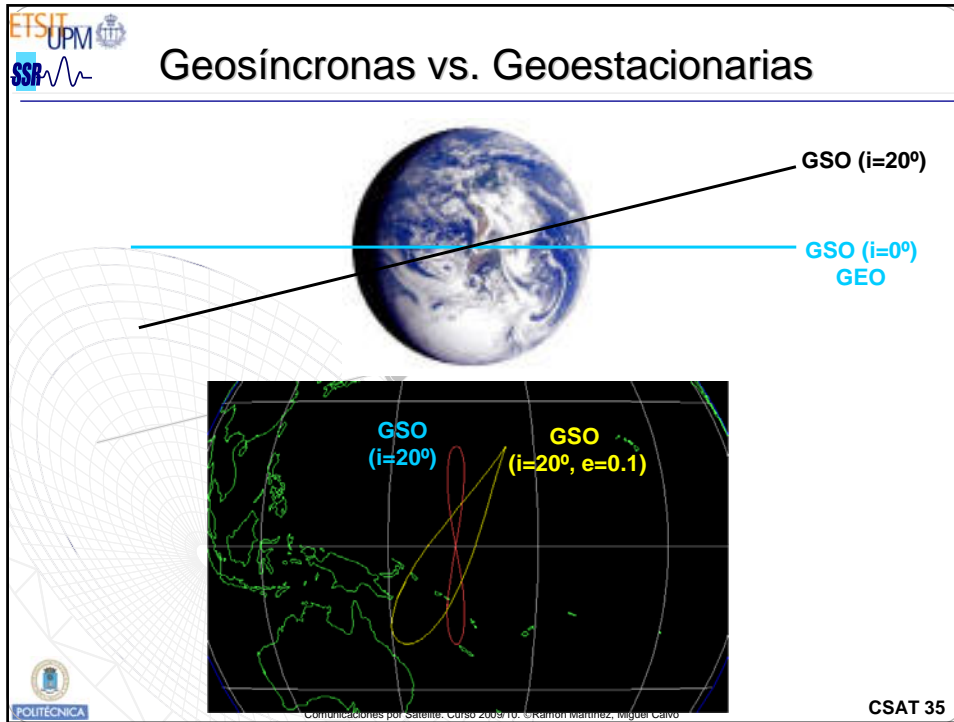 ETSIT
UPM
SSR
Geosíncronas vs. Geoestacionarias
GSO (i=20º)
GSO (i=0º)
GEO
GSO
(i=20º)
GSO
(i=20º, e=0.1)
POLITÉCNICA
Comunicaciones por Satélite. Curso 2009/10. ©Ramón Martínez, Miguel Calvo
CSAT 35